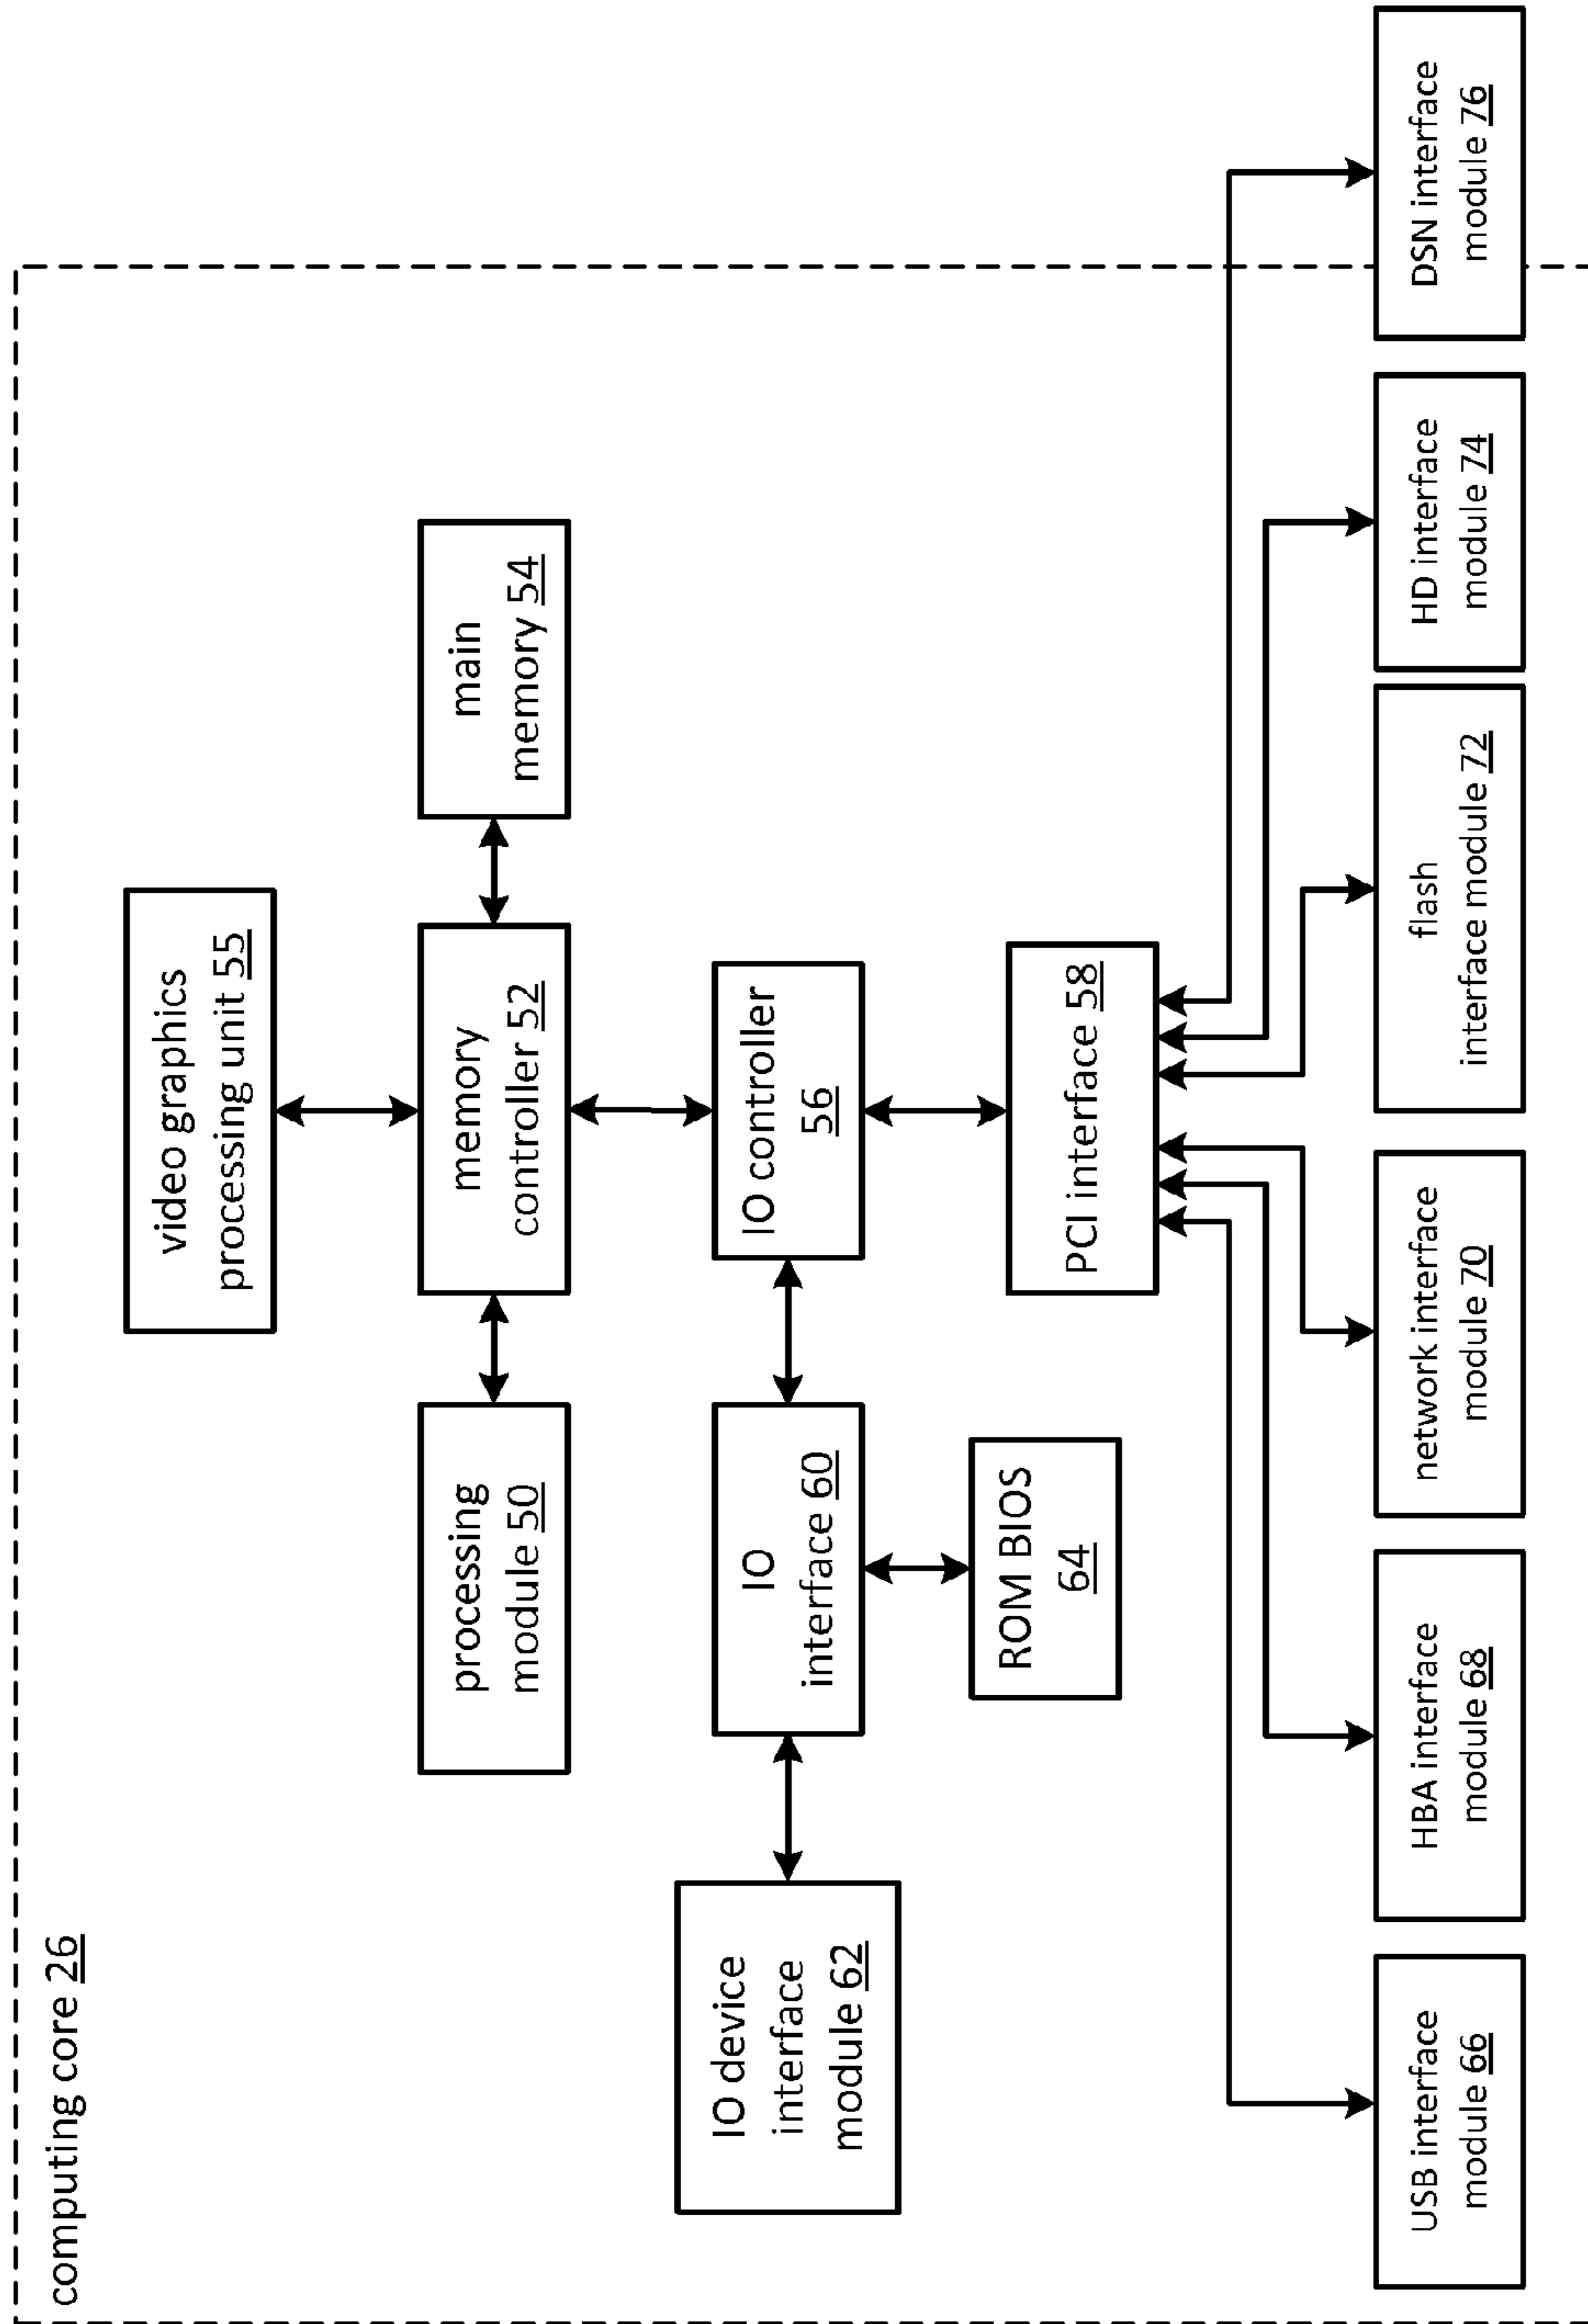 computing core 26
video graphics
processing unit 55
processing
module 50
memory
controller 52
main
memory 54
IO device
interface
module 62
IO
interface 60
IO controller
56
ROM BIOS
64
PCI interface 58
USB interface
module 66
HBA interface
module 68
network interface
module 70
flash
interface module 72
HD interface
module 74
DSN interface
module 76